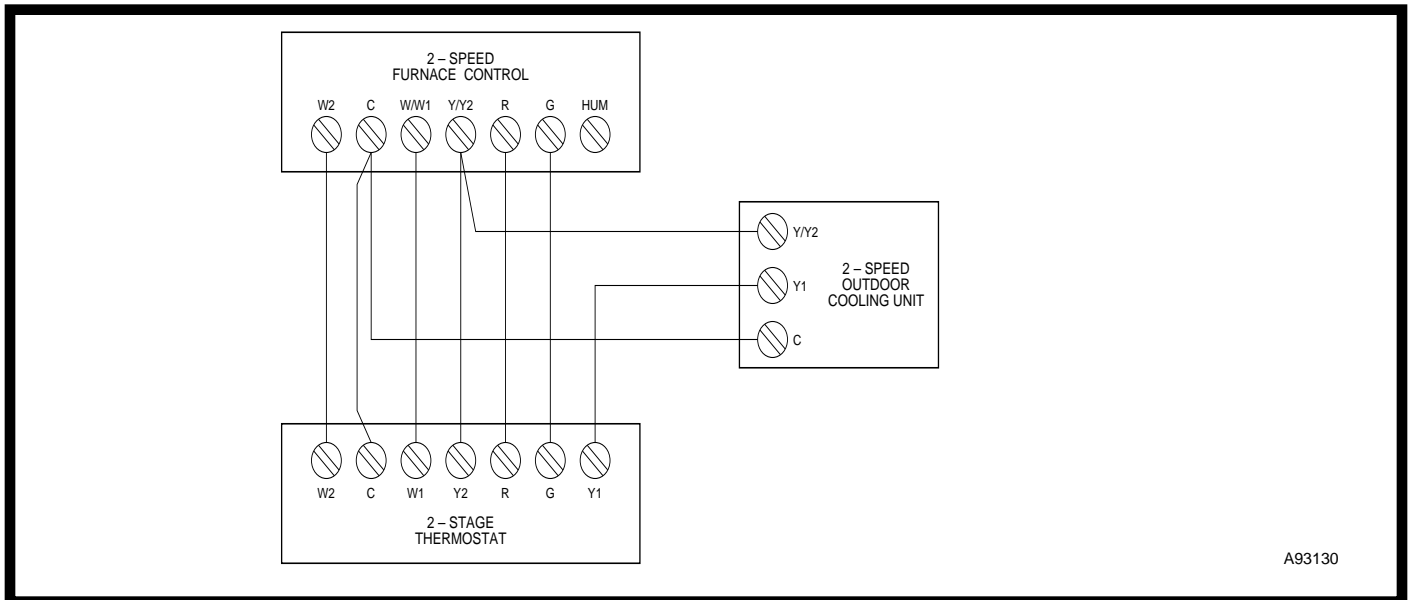 2 – SPEED
FURNACE CONTROL
W2 C W/W1 Y/Y2 R G HUM
Y/Y2
Y1
C
2 – SPEED
OUTDOOR
COOLING UNIT
W2 C W1 Y2 R G Y1
2 – STAGE
THERMOSTAT
A93130